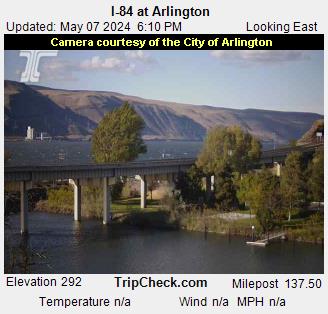 I-84 at Arlington
Updated: May 07 2024 6:10 PM Looking East
Camera courtesy of the City of Arlington
Elevation 292 TripCheck.com Milepost 137.50
Temperature n/a Wind n/a MPH n/a